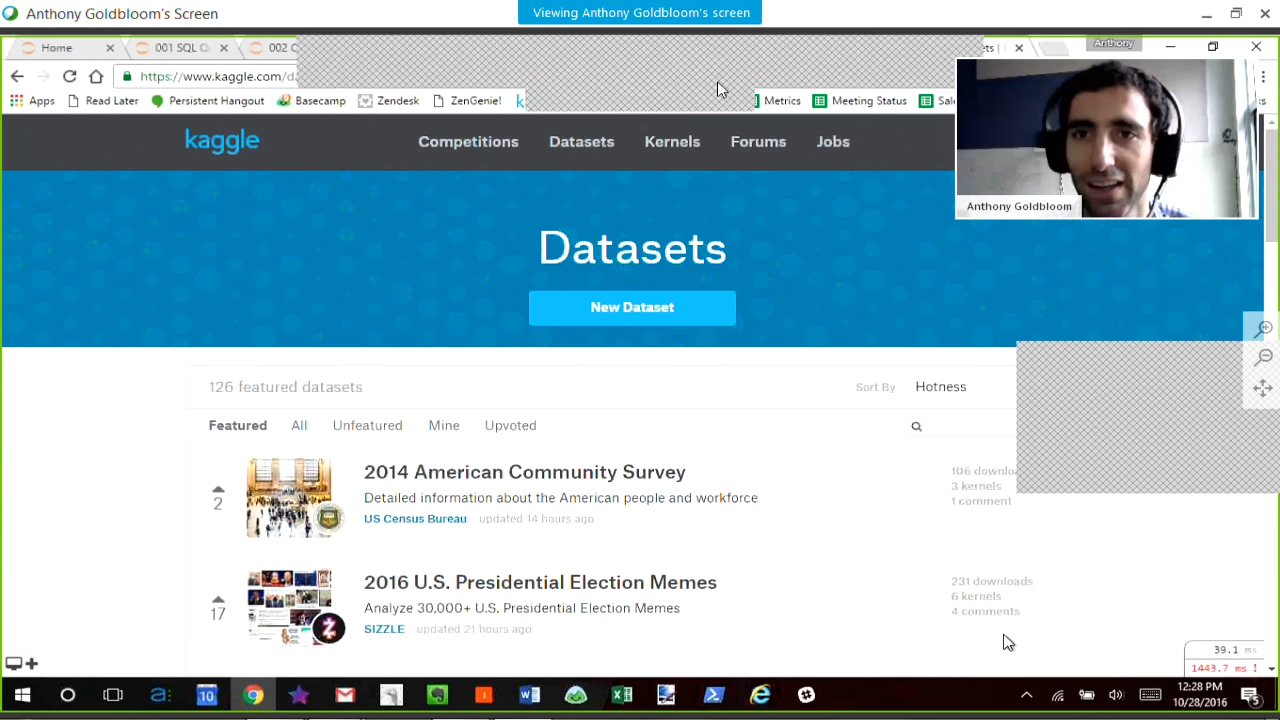 Anthony Goldbloom's Screen
Viewing Anthony Goldbloom's screen
Home
001 SQL
002
Anthony
https://www.kaggle.com/
Apps Read Later Persistent Hangout Basecamp Zendesk ZenGenie! Metrics Meeting Status
kaggle
Competitions Datasets Kernels Forums Jobs
Anthony Goldbloom
Datasets
New Dataset
126 featured datasets
Sort By Hotness
Featured All Unfeatured Mine Upvoted
2014 American Community Survey
Detailed information about the American people and workforce
US Census Bureau updated 14 hours ago
2
106
3 kernels
1 comment
2016 U.S. Presidential Election Memes
Analyze 30,000+ U.S. Presidential Election Memes
SIZZLE updated 21 hours ago
17
231 downloads
6 kernels
4 comments
39.1 ms
1443.7 ms !
10
12:28 PM
10/28/2016
5